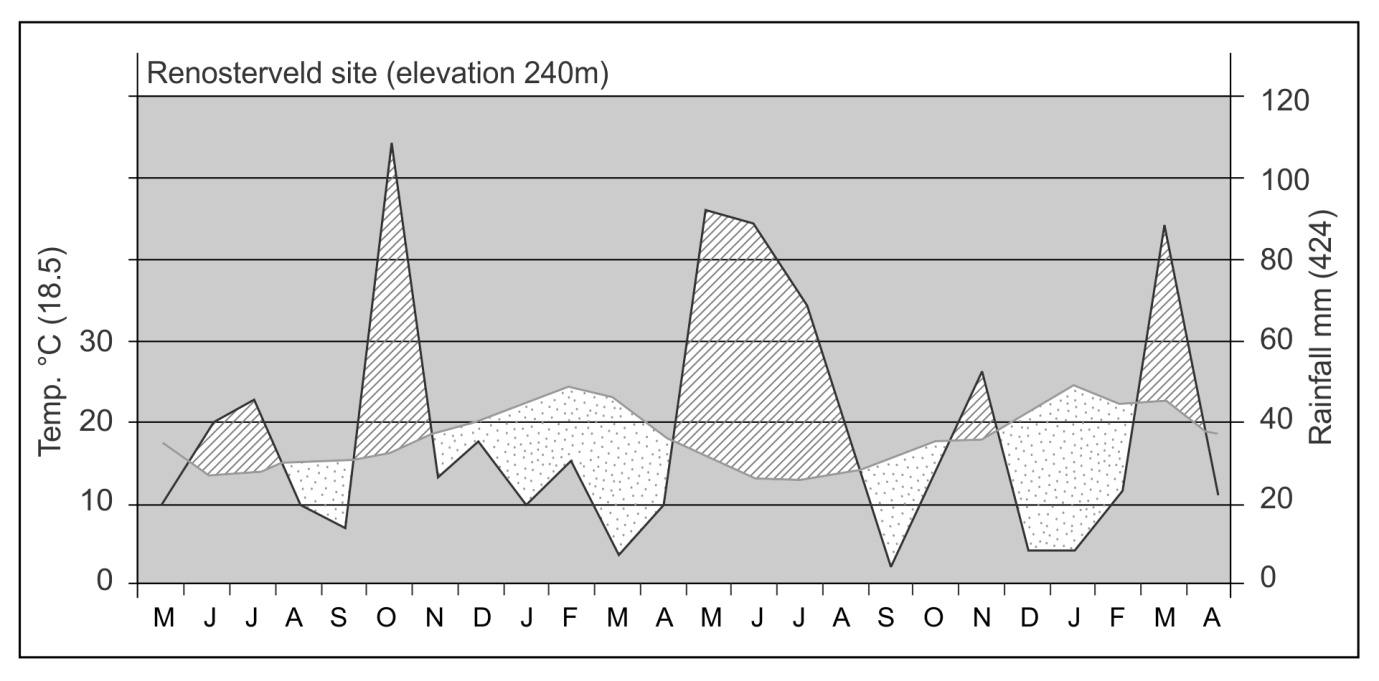 Renosterveld site (elevation 240m)
Temp. °C (18.5)
30
20
10
0
120
100
80
60
40
20
0
Rainfall mm (424)
M J J A S O N D J F M A M J J A S O N D J F M A